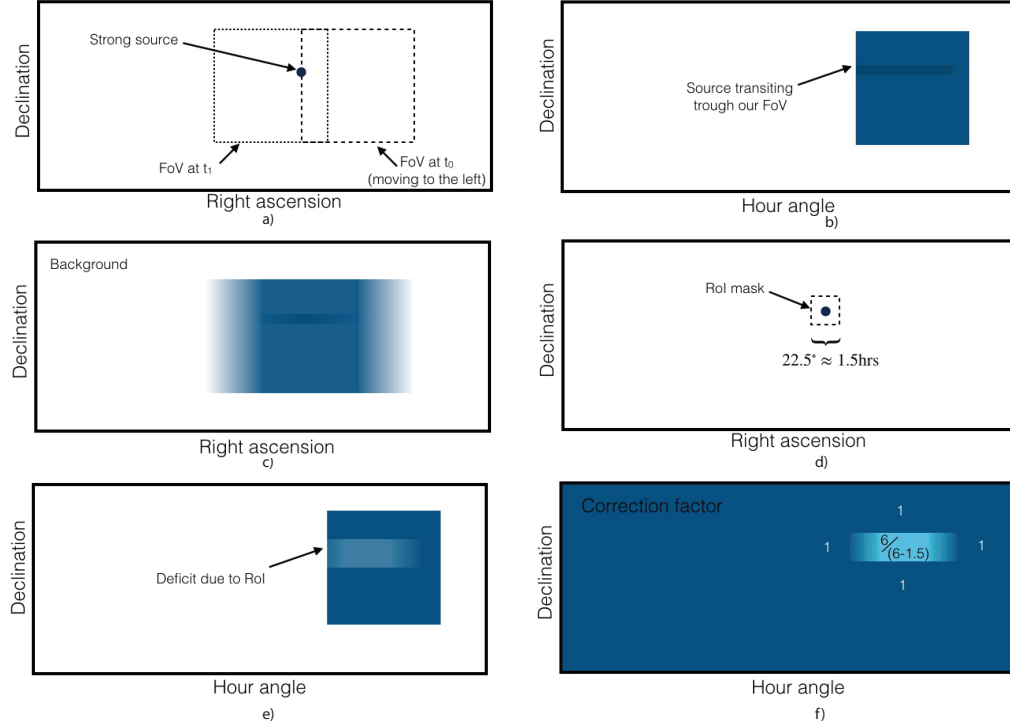 Declination
Strong source
FoV at t₁
FoV at t₀
(moving to the left)
Right ascension
a)
Declination
Source transiting
trough our FoV
Hour angle
b)
Declination
Background
Right ascension
c)
Declination
RoI mask
22.5° ≈ 1.5hrs
Right ascension
d)
Declination
Deficit due to RoI
Hour angle
e)
Declination
Correction factor
1
1
6/(6-1.5)
1
1
Hour angle
f)